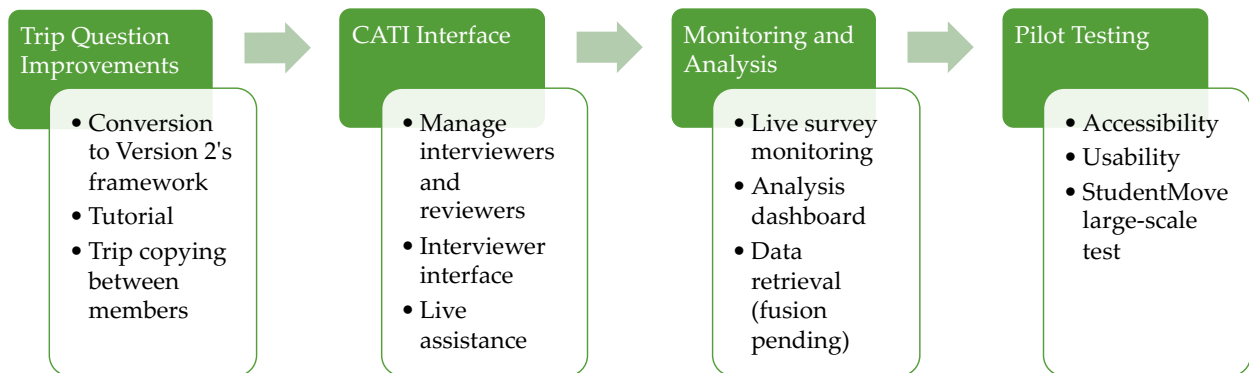 Trip Question
Improvements
• Conversion
to Version 2's
framework
• Tutorial
• Trip copying
between
members
CATI Interface
• Manage
interviewers
and
reviewers
• Interviewer
interface
• Live
assistance
Monitoring and
Analysis
• Live survey
monitoring
• Analysis
dashboard
• Data
retrieval
(fusion
pending)
Pilot Testing
• Accessibility
• Usability
• StudentMove
large-scale
test